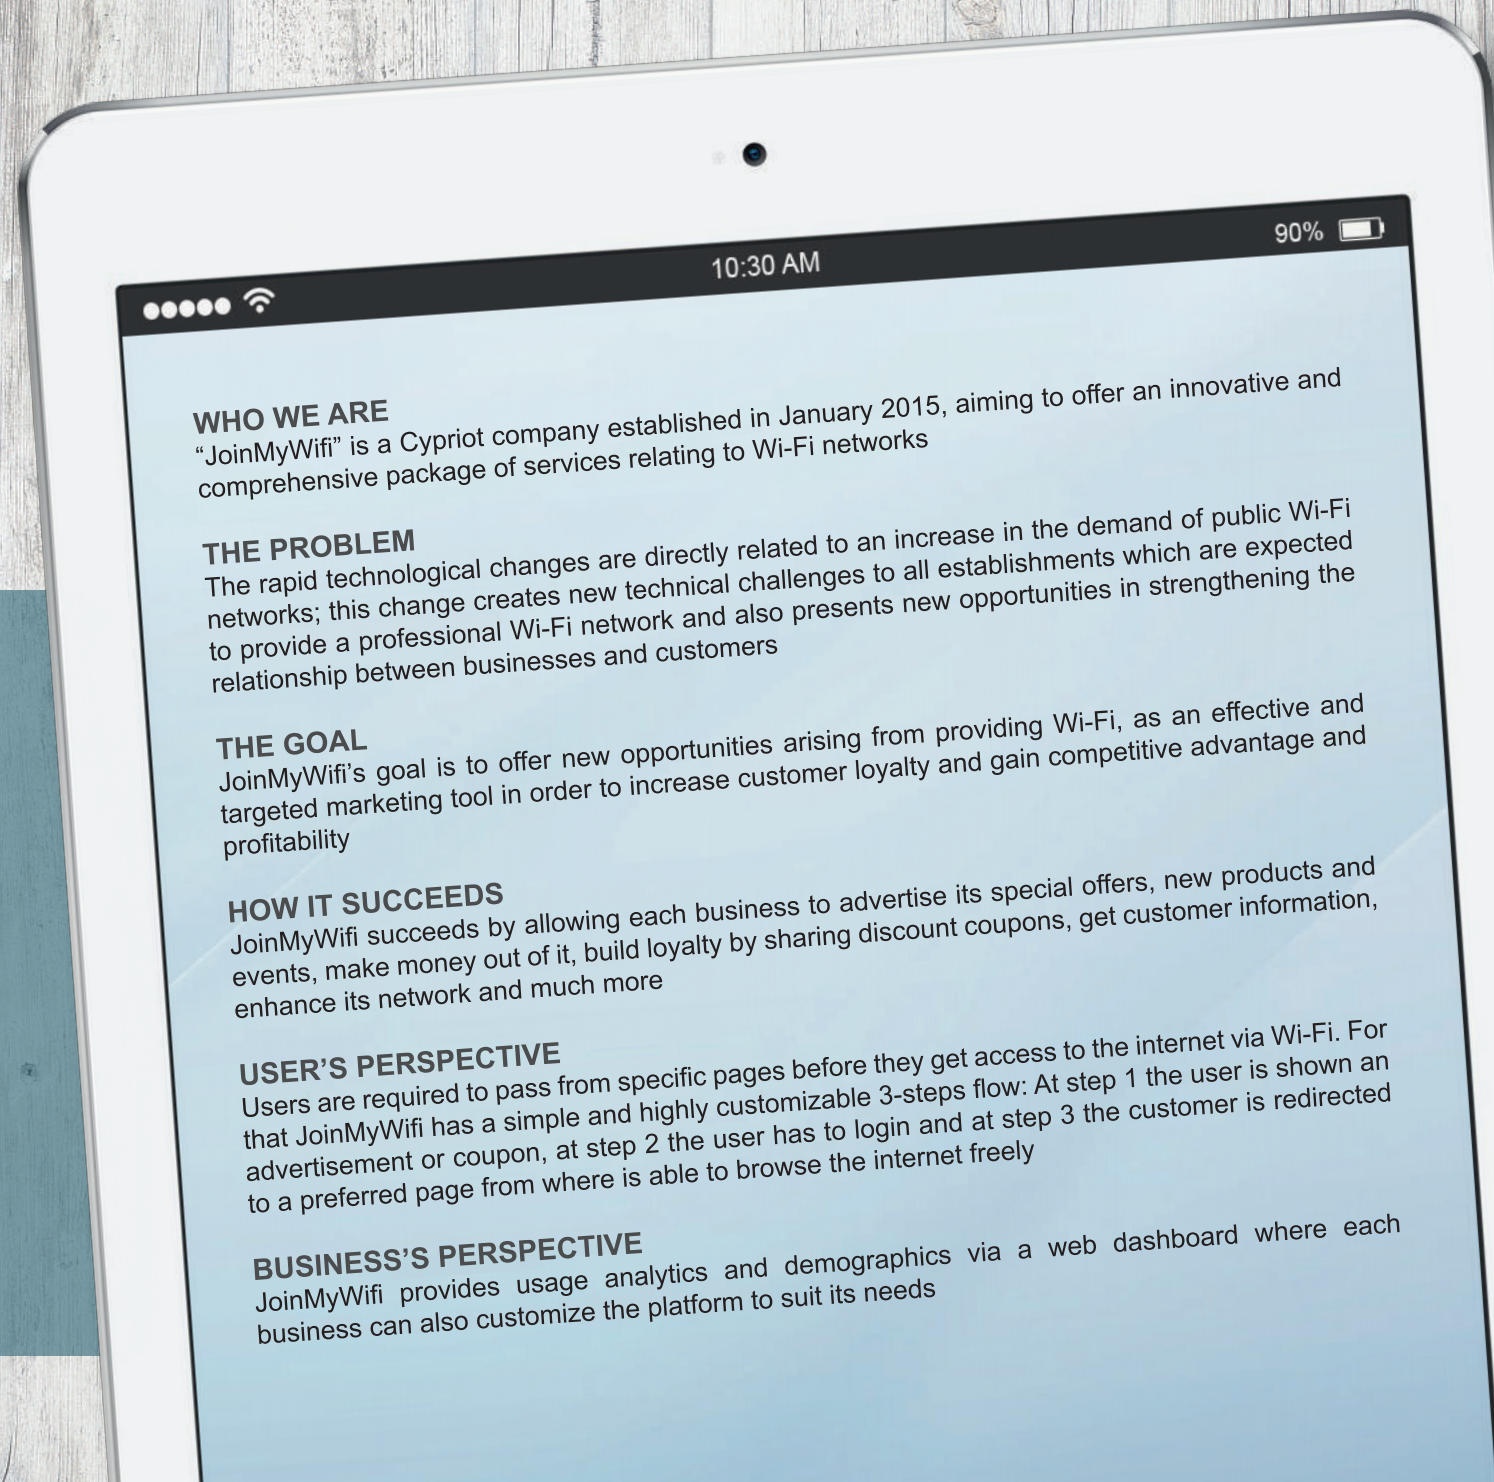 10:30 AM
90%
WHO WE ARE
“JoinMyWifi” is a Cypriot company established in January 2015, aiming to offer an innovative and
comprehensive package of services relating to Wi-Fi networks
THE PROBLEM
The rapid technological changes are directly related to an increase in the demand of public Wi-Fi
networks; this change creates new technical challenges to all establishments which are expected
to provide a professional Wi-Fi network and also presents new opportunities in strengthening the
relationship between businesses and customers
THE GOAL
JoinMyWifi’s goal is to offer new opportunities arising from providing Wi-Fi, as an effective and
targeted marketing tool in order to increase customer loyalty and gain competitive advantage and
profitability
HOW IT SUCCEEDS
JoinMyWifi succeeds by allowing each business to advertise its special offers, new products and
events, make money out of it, build loyalty by sharing discount coupons, get customer information,
enhance its network and much more
USER’S PERSPECTIVE
Users are required to pass from specific pages before they get access to the internet via Wi-Fi. For
that JoinMyWifi has a simple and highly customizable 3-steps flow: At step 1 the user is shown an
advertisement or coupon, at step 2 the user has to login and at step 3 the customer is redirected
to a preferred page from where is able to browse the internet freely
BUSINESS’S PERSPECTIVE
JoinMyWifi provides usage analytics and demographics via a web dashboard where each
business can also customize the platform to suit its needs